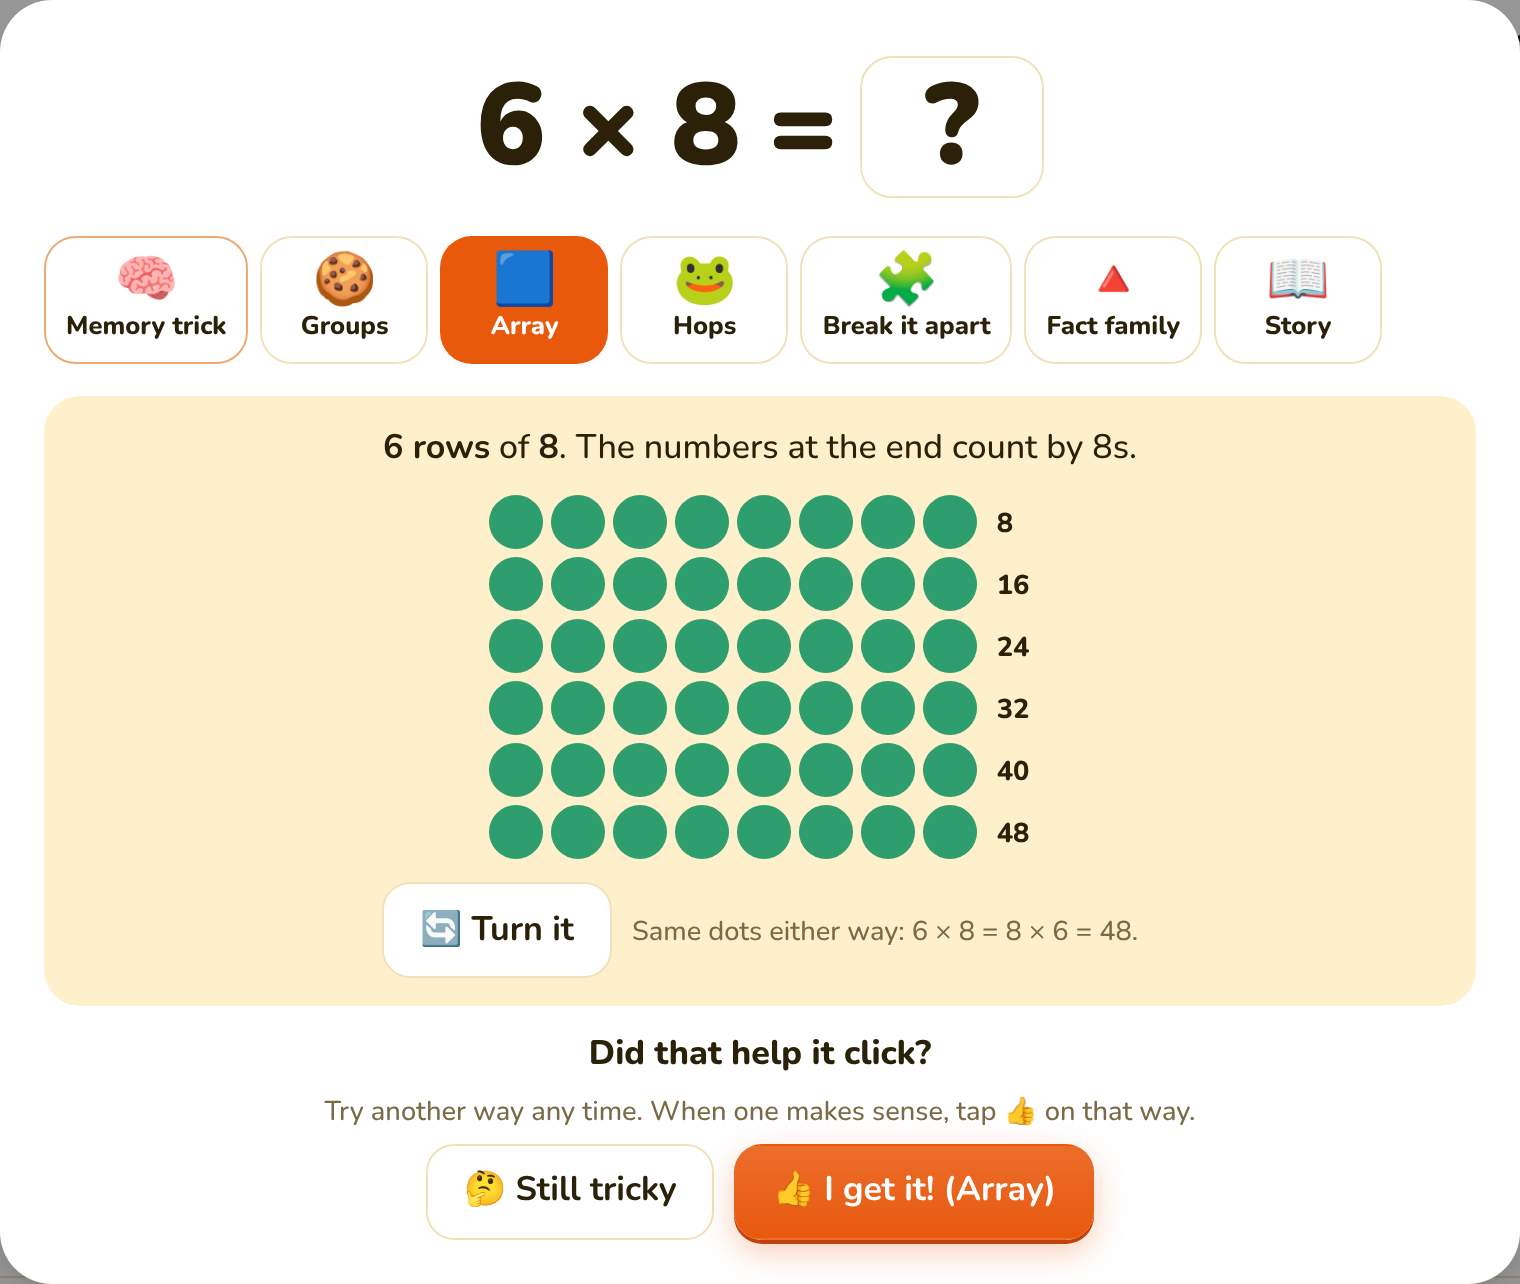 6 × 8 = ?
Memory trick
Groups
Array
Hops
Break it apart
Fact family
Story
6 rows of 8. The numbers at the end count by 8s.
8
16
24
32
40
48
Turn it
Same dots either way: 6 × 8 = 8 × 6 = 48.
Did that help it click?
Try another way any time. When one makes sense, tap 👍 on that way.
🤔 Still tricky
👍 I get it! (Array)